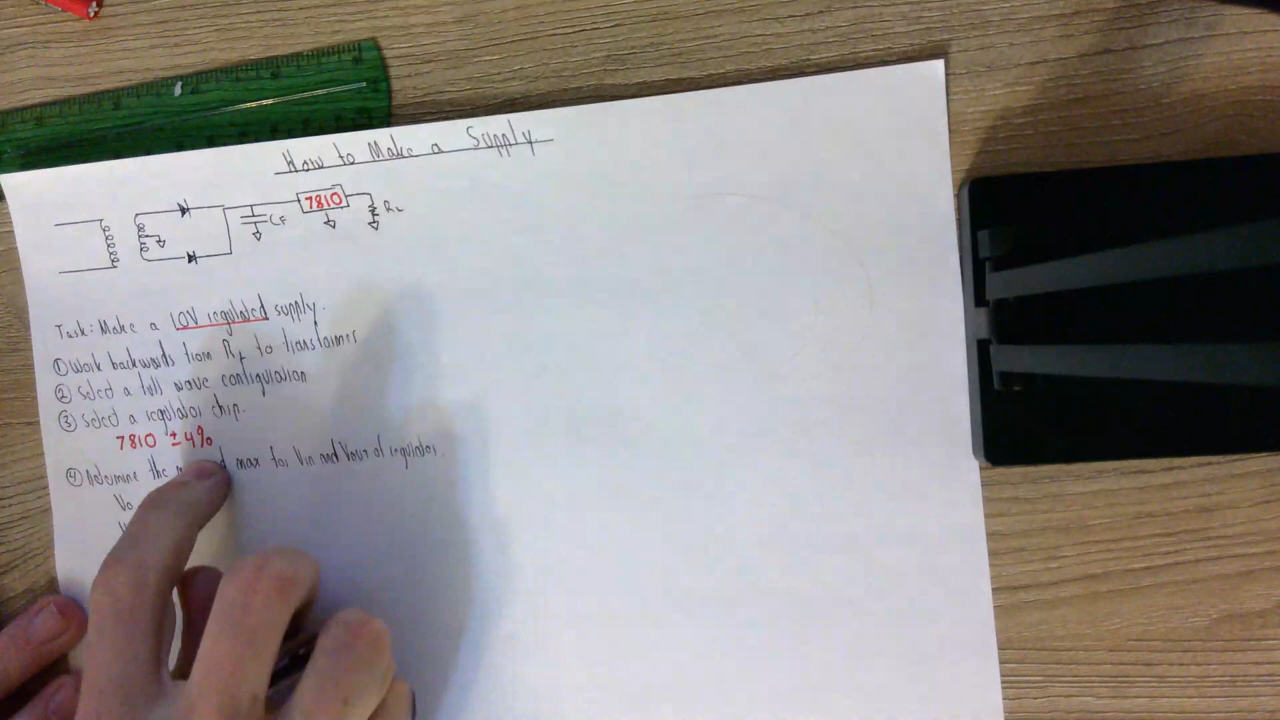 How to Make a Supply
7810
CF
RL
Task: Make a 10V regulated supply.
① Work backwards from RL to transformer
② Select a full wave configuration
③ Select a regulator chip.
7810 ±4%
④ Determine the max for Vin and Vout of regulator.
Vo